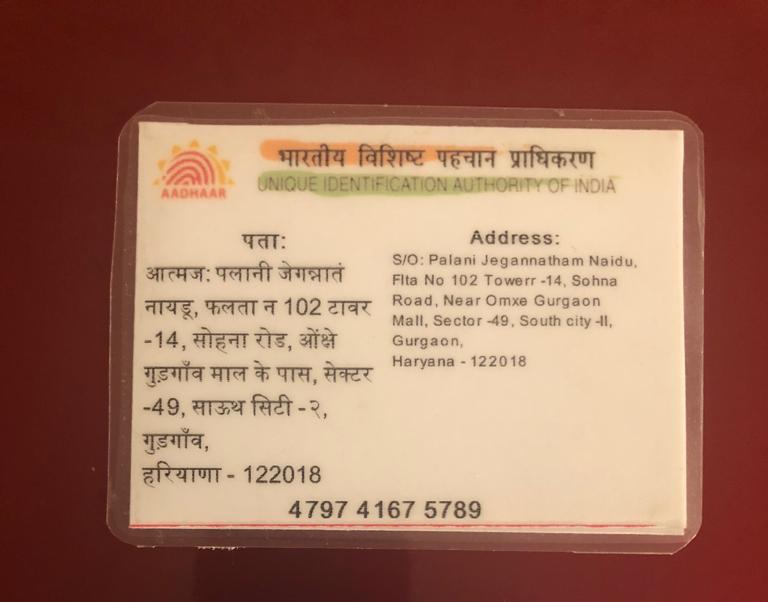 AADHAAR
भारतीय विशिष्ट पहचान प्राधिकरण
UNIQUE IDENTIFICATION AUTHORITY OF INDIA
पता:
आत्मज: पलानी जेगन्नातं
नायडू, फलता न 102 टावर
-14, सोहना रोड, ओंक्षे
गुड़गाँव माल के पास, सेक्टर
-49, साऊथ सिटी - २,
गुड़गाँव,
हरियाणा - 122018
Address:
S/O: Palani Jegannatham Naidu,
Flta No 102 Towerr -14, Sohna
Road, Near Omxe Gurgaon
Mall, Sector -49, South city -II,
Gurgaon,
Haryana - 122018
4797 4167 5789